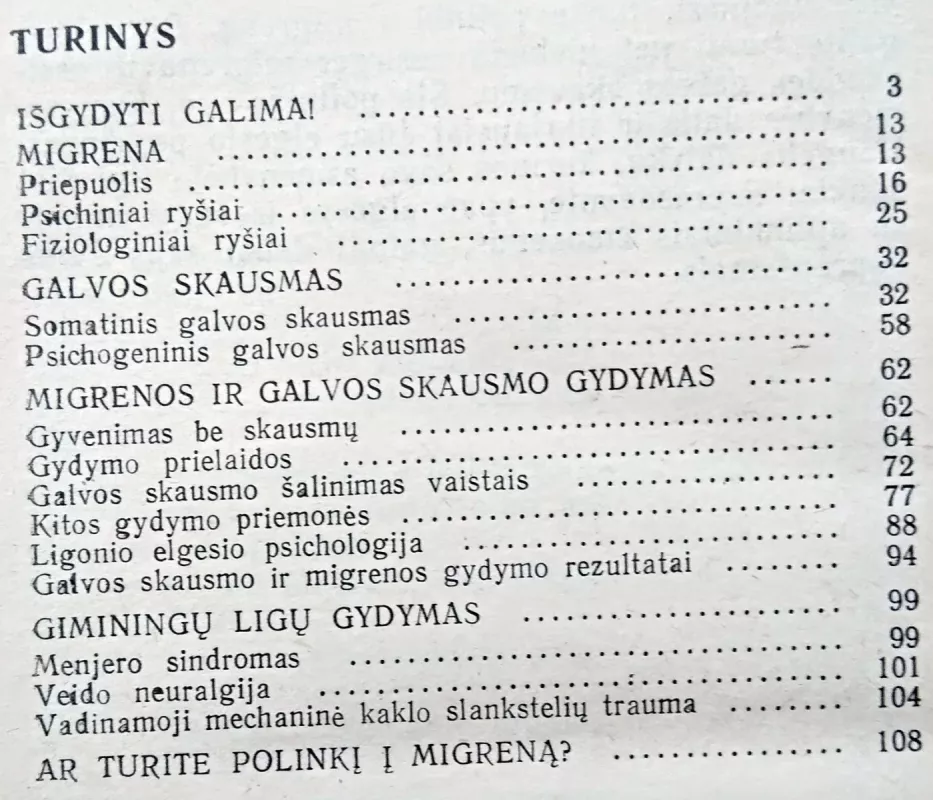 TURINYS
IŠGYDYTI GALIMA! .............................. 3
MIGRENA .............................. 13
Priepuolis .............................. 13
Psichiniai ryšiai .............................. 16
Fiziologiniai ryšiai .............................. 25
GALVOS SKAUSMAS .............................. 32
Somatinis galvos skausmas .............................. 32
Psichogeninis galvos skausmas .............................. 58
MIGRENOS IR GALVOS SKAUSMO GYDYMAS ...... 62
Gyvenimas be skausmų .............................. 62
Gydymo prielaidos .............................. 64
Galvos skausmo šalinimas vaistais .................. 72
Kitos gydymo priemonės .............................. 77
Ligonio elgesio psichologija .............................. 88
Galvos skausmo ir migrenos gydymo rezultatai ........ 94
GIMININGŲ LIGŲ GYDYMAS ...................... 99
Menjero sindromas .............................. 99
Veido neuralgija .............................. 101
Vadinamoji mechaninė kaklo slankstelių trauma ........ 104
AR TURITE POLINKĮ Į MIGRENĄ? ................ 108